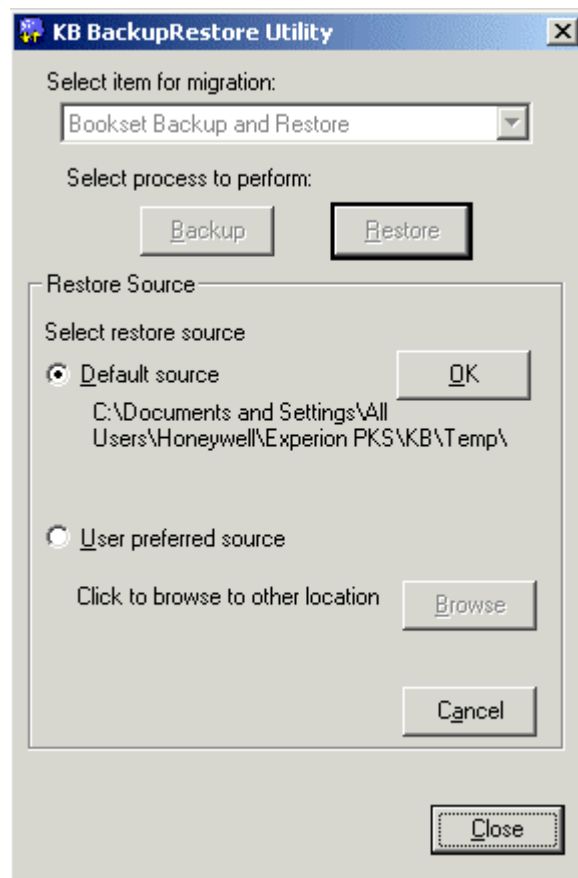 KB BackupRestore Utility
Select item for migration:
Bookset Backup and Restore
Select process to perform:
Backup
Restore
Restore Source
Select restore source
Default source
OK
C:\Documents and Settings\All
Users\Honeywell\Experion PKS\KB\Temp\
User preferred source
Click to browse to other location
Browse
Cancel
Close